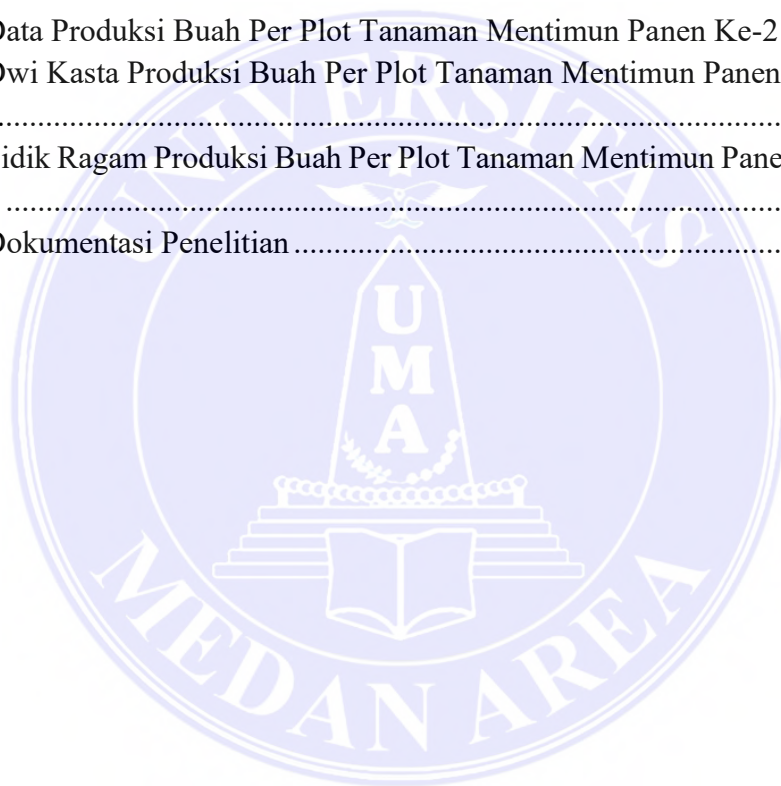 Data Produksi Buah Per Plot Tanaman Mentimun Panen Ke-2
Dwi Kasta Produksi Buah Per Plot Tanaman Mentimun Panen
....................................................................................................
idik Ragam Produksi Buah Per Plot Tanaman Mentimun Pane
....................................................................................................
Dokumentasi Penelitian ..............................................................
UNIVERSITAS
UMA
MEDAN AREA